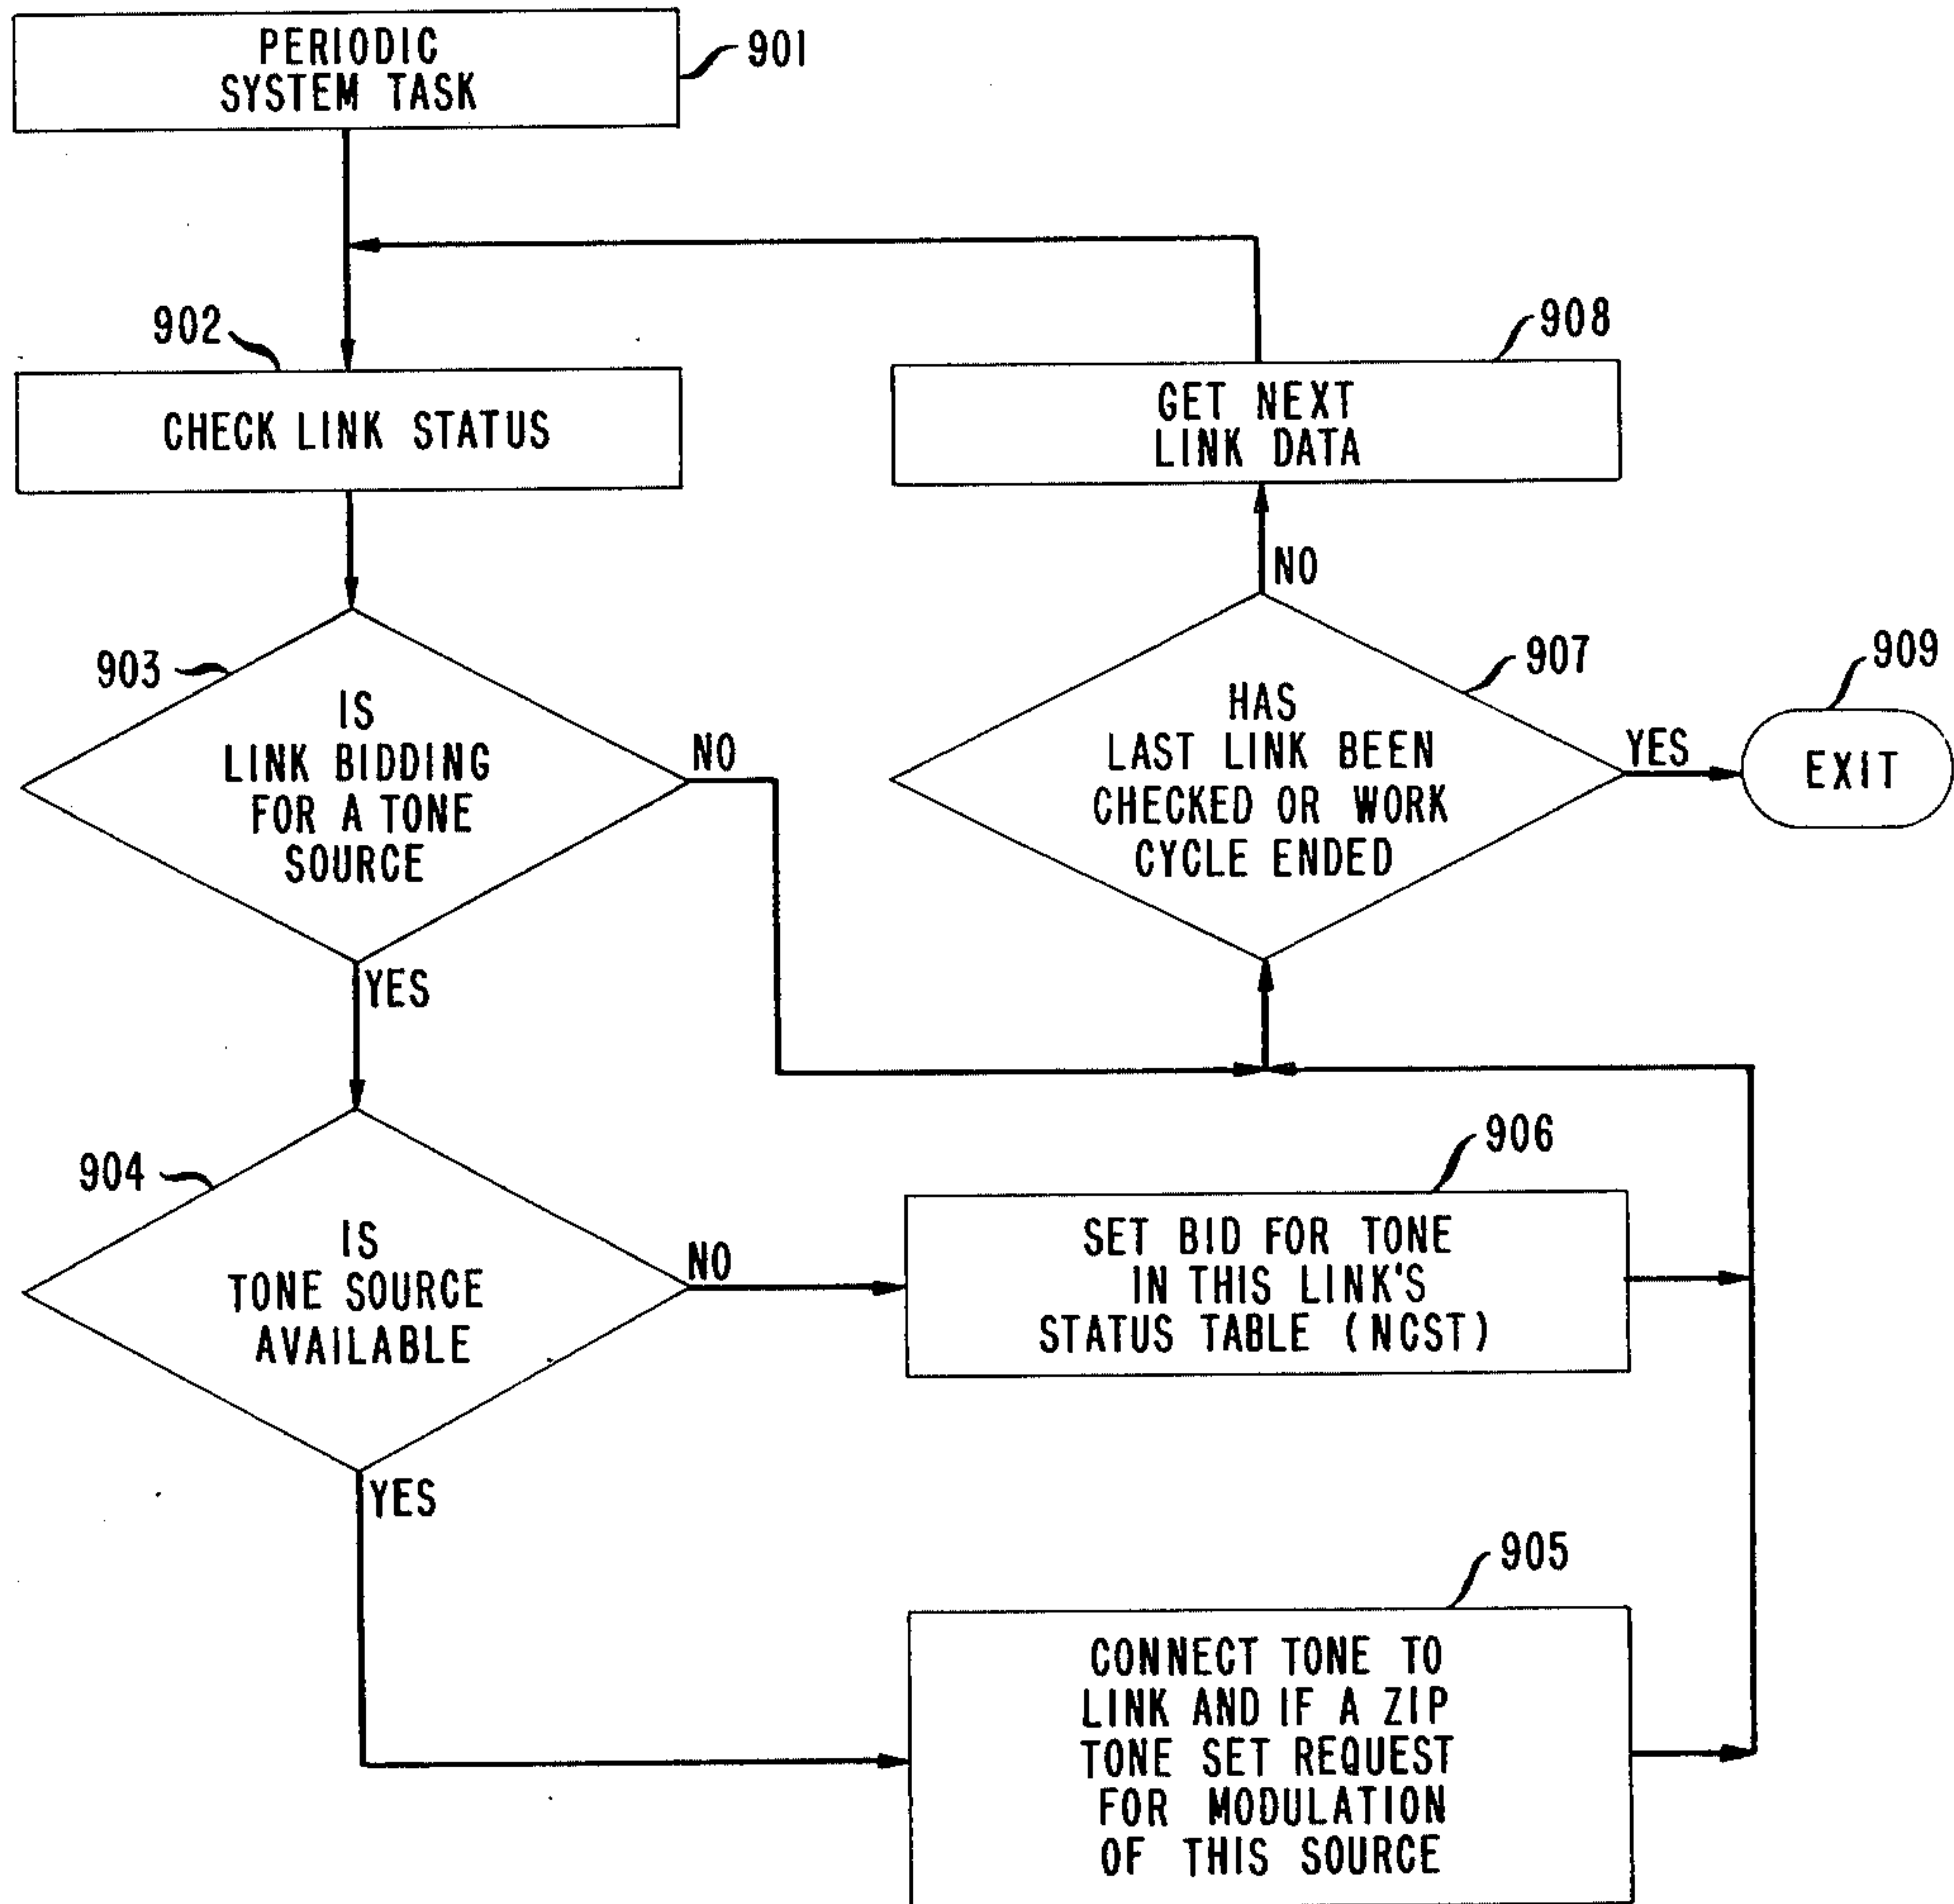 PERIODIC
SYSTEM TASK
901
902
CHECK LINK STATUS
908
GET NEXT
LINK DATA
NO
903
IS
LINK BIDDING
FOR A TONE
SOURCE
NO
YES
907
HAS
LAST LINK BEEN
CHECKED OR WORK
CYCLE ENDED
YES
909
EXIT
904
IS
TONE SOURCE
AVAILABLE
NO
YES
906
SET BID FOR TONE
IN THIS LINK'S
STATUS TABLE (NCST)
905
CONNECT TONE TO
LINK AND IF A ZIP
TONE SET REQUEST
FOR MODULATION
OF THIS SOURCE